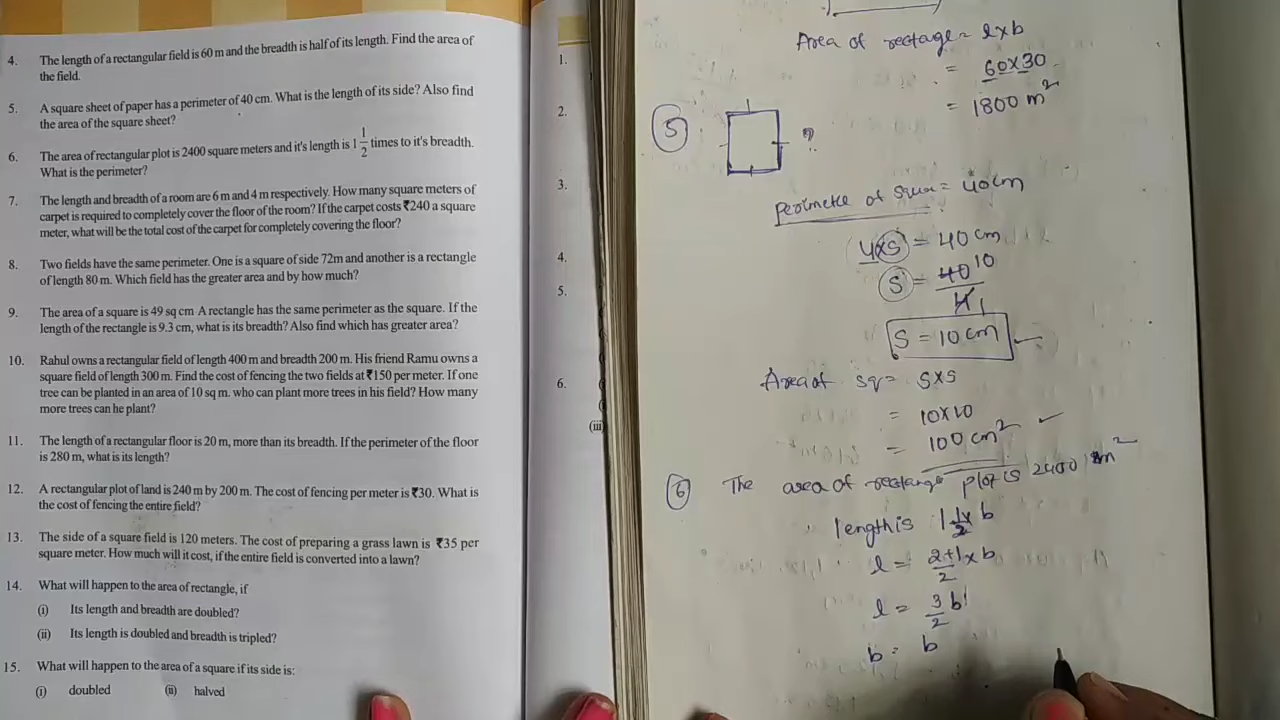 4. The length of a rectangular field is 60 m and the breadth is half of its length. Find the area of
the field.
5. A square sheet of paper has a perimeter of 40 cm. What is the length of its side? Also find
the area of the square sheet?
6. The area of rectangular plot is 2400 square meters and it's length is 1 1/2 times to it's breadth.
What is the perimeter?
7. The length and breadth of a room are 6 m and 4 m respectively. How many square meters of
carpet is required to completely cover the floor of the room? If the carpet costs ₹240 a square
meter, what will be the total cost of the carpet for completely covering the floor?
8. Two fields have the same perimeter. One is a square of side 72m and another is a rectangle
of length 80 m. Which field has the greater area and by how much?
9. The area of a square is 49 sq cm A rectangle has the same perimeter as the square. If the
length of the rectangle is 9.3 cm, what is its breadth? Also find which has greater area?
10. Rahul owns a rectangular field of length 400 m and breadth 200 m. His friend Ramu owns a
square field of length 300 m. Find the cost of fencing the two fields at ₹150 per meter. If one
tree can be planted in an area of 10 sq m. who can plant more trees in his field? How many
more trees can he plant?
11. The length of a rectangular floor is 20 m, more than its breadth. If the perimeter of the floor
is 280 m, what is its length?
12. A rectangular plot of land is 240 m by 200 m. The cost of fencing per meter is ₹30. What is
the cost of fencing the entire field?
13. The side of a square field is 120 meters. The cost of preparing a grass lawn is ₹35 per
square meter. How much will it cost, if the entire field is converted into a lawn?
14. What will happen to the area of rectangle, if
(i) Its length and breadth are doubled?
(ii) Its length is doubled and breadth is tripled?
15. What will happen to the area of a square if its side is:
(i) doubled (ii) halved
1.
2.
3.
4.
5.
6.
(iii)
Area of rectage = l×b
= 60×30
= 1800 m²
5 ?
perimete of squa = 40cm
4×S = 40 cm
S = 40 10
4 1
S = 10 cm
Area of sq = S×S
= 10×10
= 100 cm²
6 The area of rectange plot is 2400 m²
length is 1 1/2 × b
l = 2+1/2 × b
l = 3/2 b
b = b